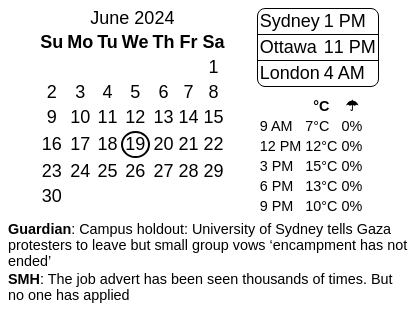 June 2024
Su Mo Tu We Th Fr Sa
1
2 3 4 5 6 7 8
9 10 11 12 13 14 15
16 17 18 19 20 21 22
23 24 25 26 27 28 29
30
Sydney 1 PM
Ottawa 11 PM
London 4 AM
°C ☂
9 AM 7°C 0%
12 PM 12°C 0%
3 PM 15°C 0%
6 PM 13°C 0%
9 PM 10°C 0%
Guardian: Campus holdout: University of Sydney tells Gaza
protesters to leave but small group vows ‘encampment has not
ended’
SMH: The job advert has been seen thousands of times. But
no one has applied